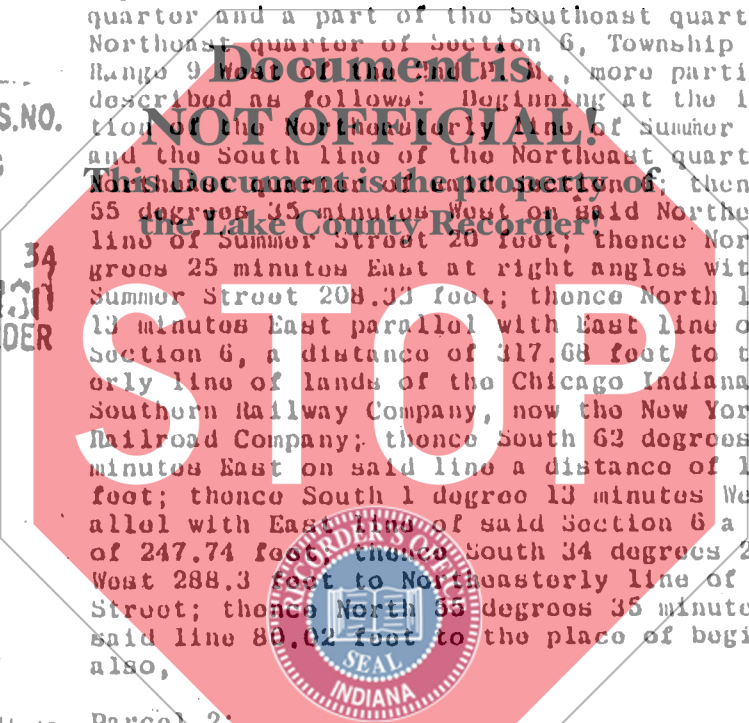 quarter and a part of the Southeast quart
Northeast quarter of Section 6, Township
Range 9 West of the 2nd P. M., more parti
described as follows: Beginning at the i
tion of the Northeasterly line of Summer
and the South line of the Northeast quart
Northeast quarter of said Section 6; then
55 degrees 35 minutes West on said Northe
line of Summer Street 20 feet; thence Nor
grees 25 minutes East at right angles wit
Summer Street 208.33 feet; thence North 1
13 minutes East parallel with East line o
Section 6, a distance of 317.68 feet to t
erly line of lands of the Chicago Indiana
Southern Railway Company, now the New Yor
Railroad Company; thence South 62 degrees
minutes East on said line a distance of 1
feet; thence South 1 degree 13 minutes We
allel with East line of said Section 6 a
of 247.74 feet; thence South 34 degrees 2
West 288.3 feet to Northeasterly line of
Street; thence North 55 degrees 35 minute
said line 80.02 feet to the place of begi
also,
Parcel 2:
S.NO.
34
DER
Document is
NOT OFFICIAL!
This Document is the property of
the Lake County Recorder!
STOP
RECORDER'S OFFICE
SEAL
INDIANA